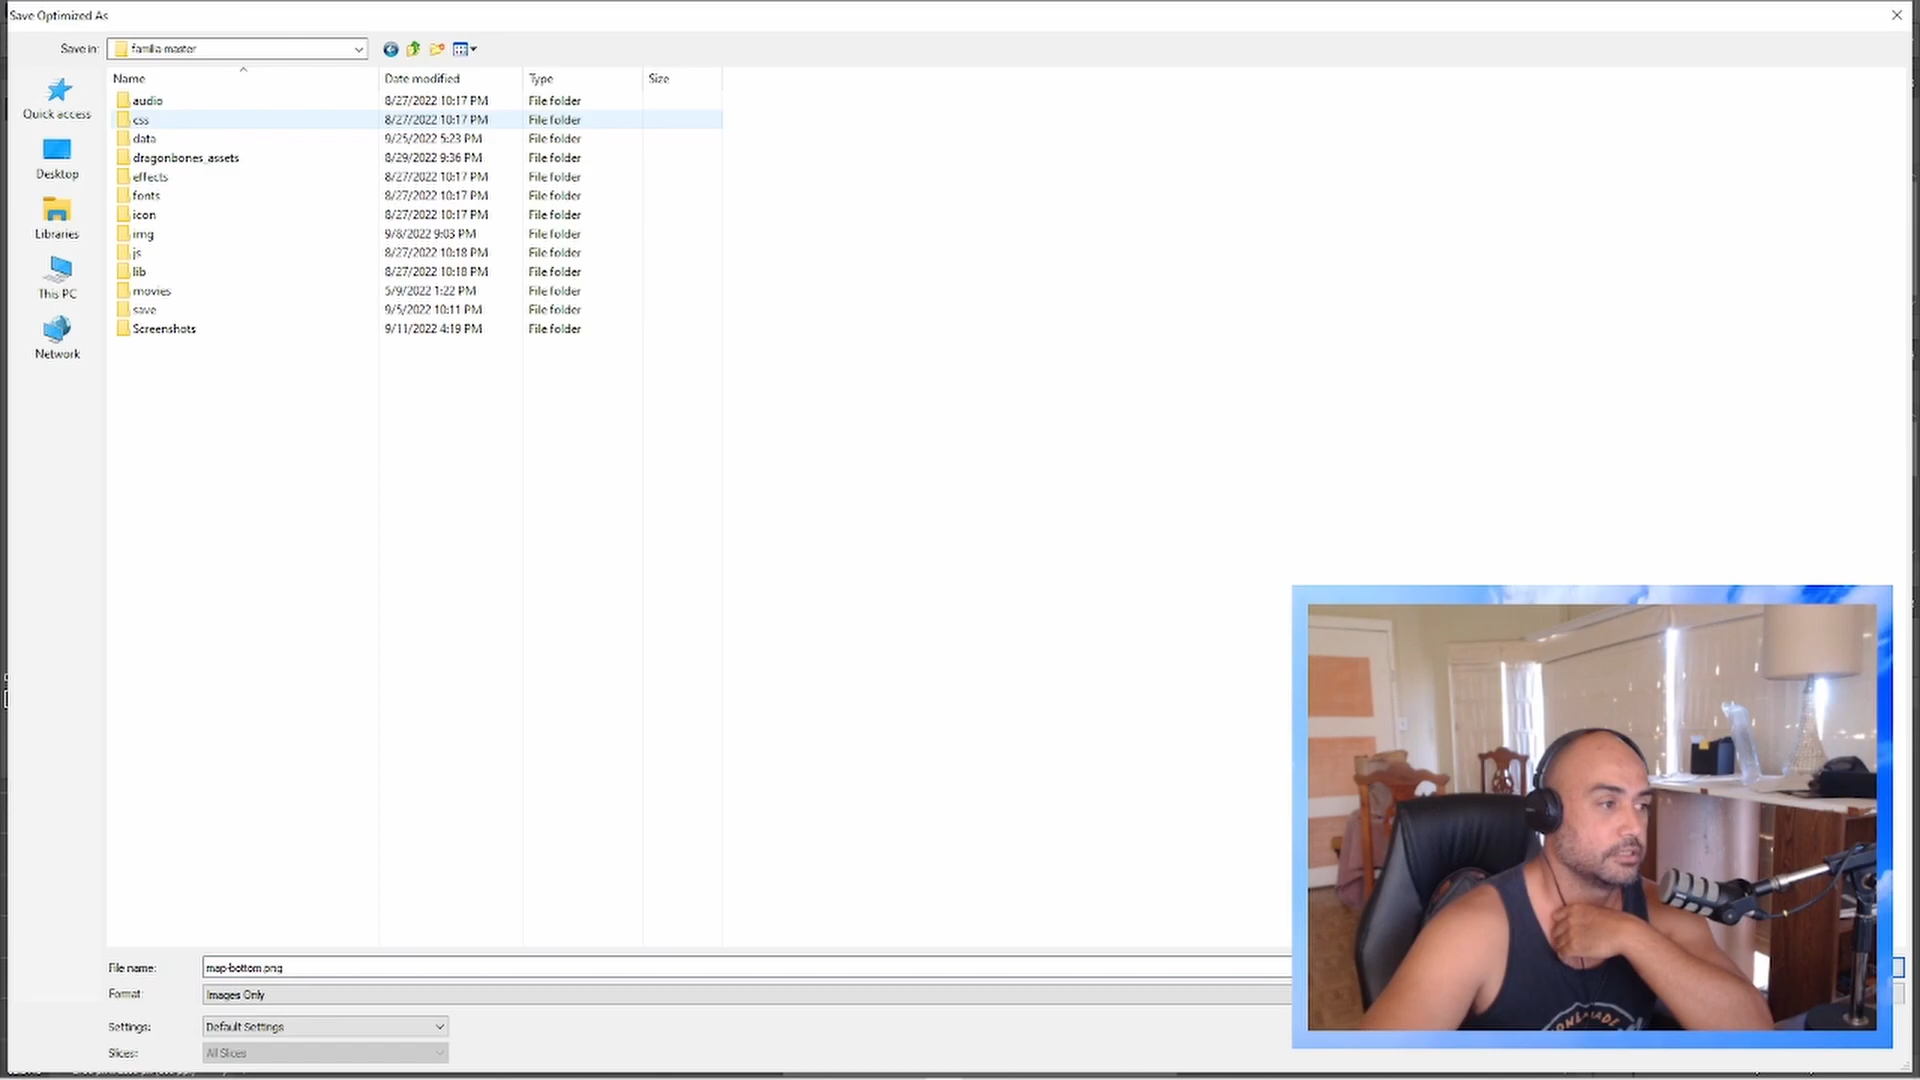 Save Optimized As
Save in: familia-master
Name Date modified Type Size
audio 8/27/2022 10:17 PM File folder
css 8/27/2022 10:17 PM File folder
data 9/25/2022 5:23 PM File folder
dragonbones_assets 8/29/2022 9:36 PM File folder
effects 8/27/2022 10:17 PM File folder
fonts 8/27/2022 10:17 PM File folder
icon 8/27/2022 10:17 PM File folder
img 9/8/2022 9:03 PM File folder
js 8/27/2022 10:18 PM File folder
lib 8/27/2022 10:18 PM File folder
movies 5/9/2022 1:22 PM File folder
save 9/5/2022 10:11 PM File folder
Screenshots 9/11/2022 4:19 PM File folder
Quick access
Desktop
Libraries
This PC
Network
File name: map-bottom.png
Format: Images Only
Settings: Default Settings
Slices: All Slices